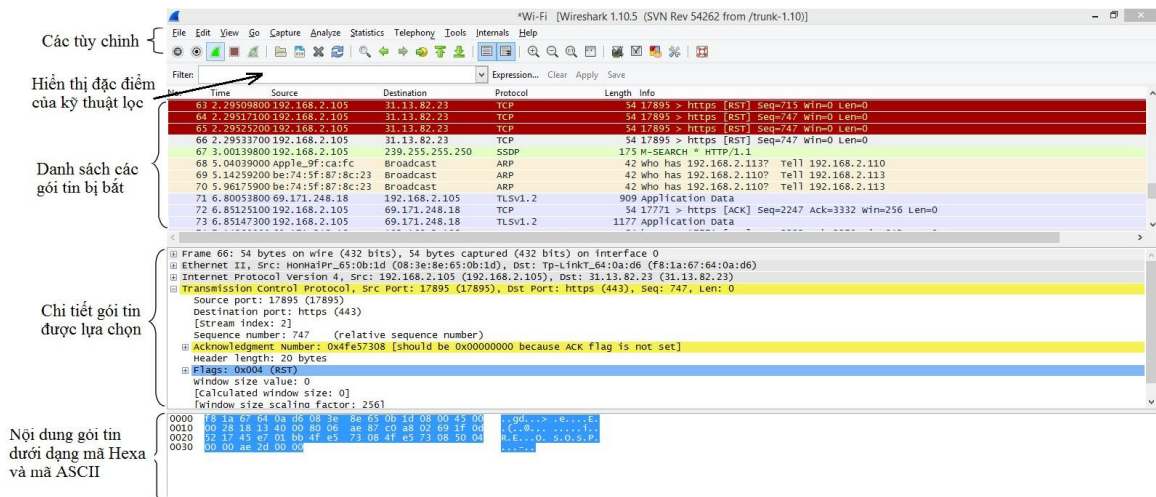 *Wi-Fi [Wireshark 1.10.5 (SVN Rev 54262 from /trunk-1.10)]
Các tùy chỉnh
File Edit View Go Capture Analyze Statistics Telephony Tools Internals Help
Hiển thị đặc điểm
của kỹ thuật lọc
Filter: Expression... Clear Apply Save
No. Time Source Destination Protocol Length Info
63 2.29509800 192.168.2.105 31.13.82.23 TCP 54 17895 > https [RST] Seq=715 Win=0 Len=0
64 2.29517100 192.168.2.105 31.13.82.23 TCP 54 17895 > https [RST] Seq=747 Win=0 Len=0
65 2.29525200 192.168.2.105 31.13.82.23 TCP 54 17895 > https [RST] Seq=747 Win=0 Len=0
66 2.29533700 192.168.2.105 31.13.82.23 TCP 54 17895 > https [RST] Seq=747 Win=0 Len=0
67 3.00139800 192.168.2.105 239.255.255.250 SSDP 175 M-SEARCH * HTTP/1.1
68 5.04039000 Apple_9f:ca:fc Broadcast ARP 42 Who has 192.168.2.113? Tell 192.168.2.110
69 5.14259200 be:74:5f:87:8c:23 Broadcast ARP 42 Who has 192.168.2.110? Tell 192.168.2.113
70 5.96175900 be:74:5f:87:8c:23 Broadcast ARP 42 Who has 192.168.2.110? Tell 192.168.2.113
71 6.80053800 69.171.248.18 192.168.2.105 TLSv1.2 909 Application Data
72 6.85125100 192.168.2.105 69.171.248.18 TCP 54 17771 > https [ACK] Seq=2247 Ack=3332 Win=256 Len=0
73 6.85147300 192.168.2.105 69.171.248.18 TLSv1.2 1177 Application Data
Danh sách các
gói tin bị bắt
Frame 66: 54 bytes on wire (432 bits), 54 bytes captured (432 bits) on interface 0
Ethernet II, Src: HonHaiPr_65:0b:1d (08:3e:8e:65:0b:1d), Dst: Tp-LinkT_64:0a:d6 (f8:1a:67:64:0a:d6)
Internet Protocol Version 4, Src: 192.168.2.105 (192.168.2.105), Dst: 31.13.82.23 (31.13.82.23)
Transmission Control Protocol, Src Port: 17895 (17895), Dst Port: https (443), Seq: 747, Len: 0
Source port: 17895 (17895)
Destination port: https (443)
[Stream index: 2]
Sequence number: 747 (relative sequence number)
Acknowledgment Number: 0x4fe57308 [should be 0x00000000 because ACK flag is not set]
Header length: 20 bytes
Flags: 0x004 (RST)
Window size value: 0
[Calculated window size: 0]
[Window size scaling factor: 256]
Chi tiết gói tin
được lựa chọn
0000 f8 1a 67 64 0a d6 08 3e 8e 65 0b 1d 08 00 45 00 ..gd...> .e....E.
0010 00 28 18 13 40 00 80 06 ae 87 c0 a8 02 69 1f 0d .(..@... .....i..
0020 52 17 45 e7 01 bb 4f e5 73 08 4f e5 73 08 50 04 R.E...O. s.O.s.P.
0030 00 00 ae 2d 00 00 ...-..
Nội dung gói tin
dưới dạng mã Hexa
và mã ASCII